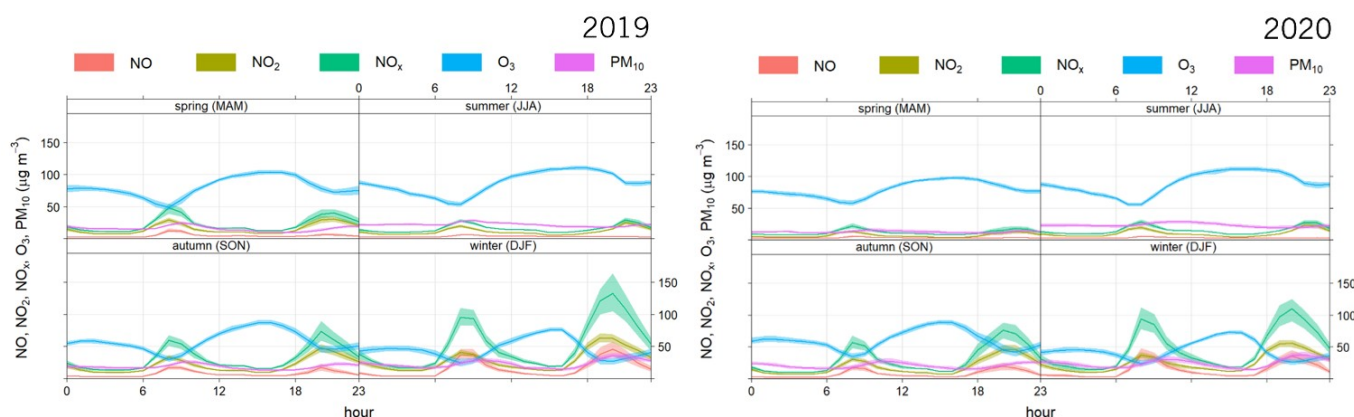 2019
NO NO₂ NOₓ O₃ PM₁₀
0 6 12 18 23
spring (MAM) summer (JJA)
150
100
50
autumn (SON) winter (DJF)
150
100
50
0 6 12 18 23
hour
NO, NO₂, NOₓ, O₃, PM₁₀ (μg m⁻³)
2020
NO NO₂ NOₓ O₃ PM₁₀
0 6 12 18 23
spring (MAM) summer (JJA)
150
100
50
autumn (SON) winter (DJF)
150
100
50
0 6 12 18 23
hour
NO, NO₂, NOₓ, O₃, PM₁₀ (μg m⁻³)